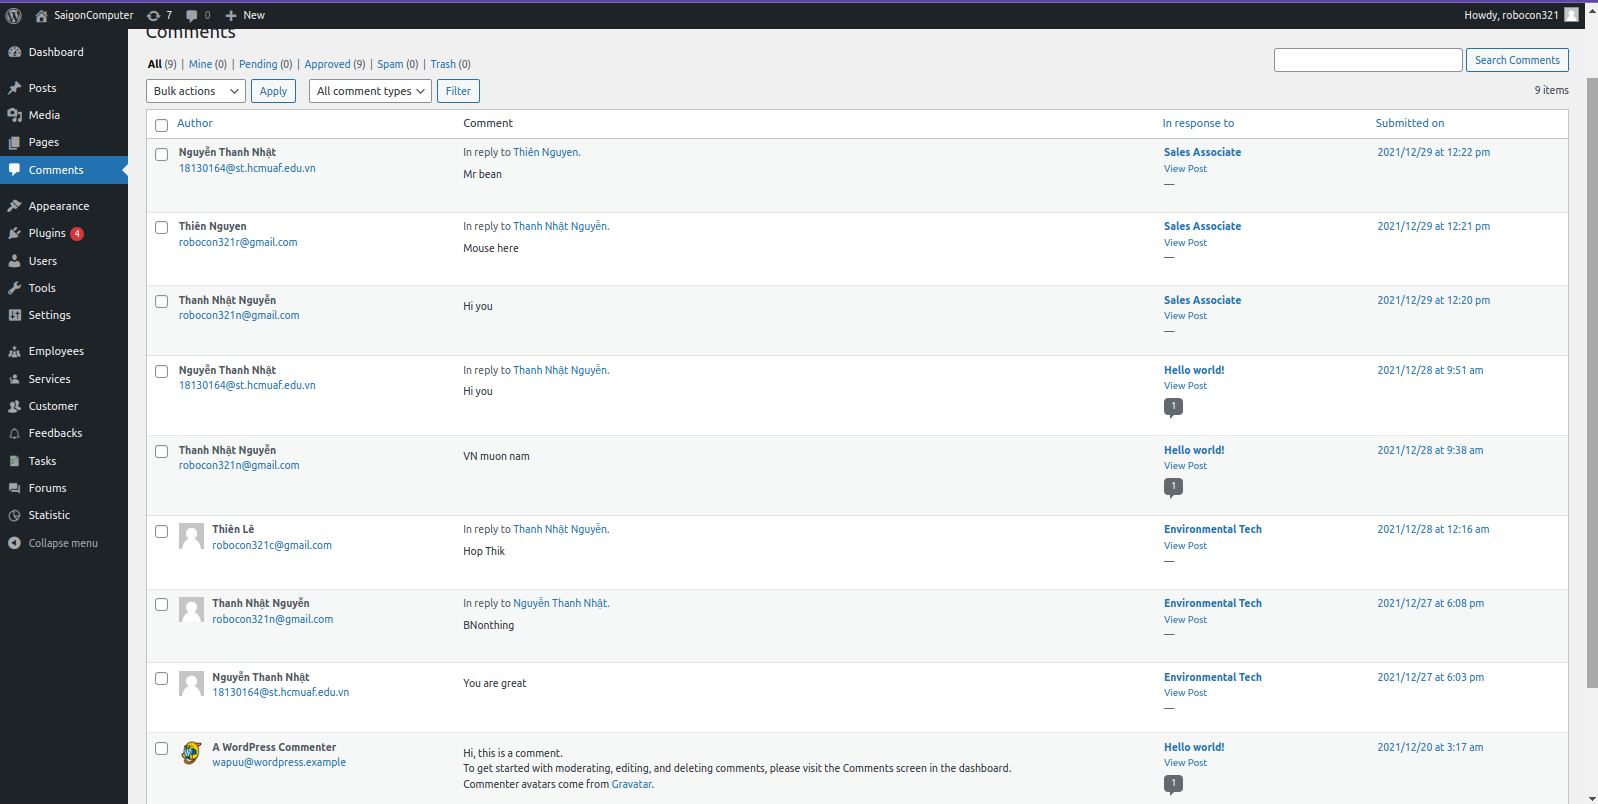 SaigonComputer 7 0 New Howdy, robocon321
Dashboard
Posts
Media
Pages
Comments
Appearance
Plugins 4
Users
Tools
Settings
Employees
Services
Customer
Feedbacks
Tasks
Forums
Statistic
Collapse menu
Comments
All (9) | Mine (0) | Pending (0) | Approved (9) | Spam (0) | Trash (0)
Search Comments
Bulk actions Apply All comment types Filter 9 items
Author Comment In response to Submitted on
Nguyễn Thanh Nhật In reply to Thiên Nguyen. Sales Associate 2021/12/29 at 12:22 pm
18130164@st.hcmuaf.edu.vn Mr bean View Post
—
Thiên Nguyen In reply to Thanh Nhật Nguyễn. Sales Associate 2021/12/29 at 12:21 pm
robocon321r@gmail.com Mouse here View Post
—
Thanh Nhật Nguyễn Sales Associate 2021/12/29 at 12:20 pm
robocon321n@gmail.com Hi you View Post
—
Nguyễn Thanh Nhật In reply to Thanh Nhật Nguyễn. Hello world! 2021/12/28 at 9:51 am
18130164@st.hcmuaf.edu.vn Hi you View Post
1
Thanh Nhật Nguyễn Hello world! 2021/12/28 at 9:38 am
robocon321n@gmail.com VN muon nam View Post
1
Thiên Lê In reply to Thanh Nhật Nguyễn. Environmental Tech 2021/12/28 at 12:16 am
robocon321c@gmail.com Hop Thik View Post
—
Thanh Nhật Nguyễn In reply to Nguyễn Thanh Nhật. Environmental Tech 2021/12/27 at 6:08 pm
robocon321n@gmail.com BNonthing View Post
—
Nguyễn Thanh Nhật Environmental Tech 2021/12/27 at 6:03 pm
18130164@st.hcmuaf.edu.vn You are great View Post
—
A WordPress Commenter Hi, this is a comment. Hello world! 2021/12/20 at 3:17 am
wapuu@wordpress.example To get started with moderating, editing, and deleting comments, please visit the Comments screen in the dashboard. View Post
Commenter avatars come from Gravatar. 1